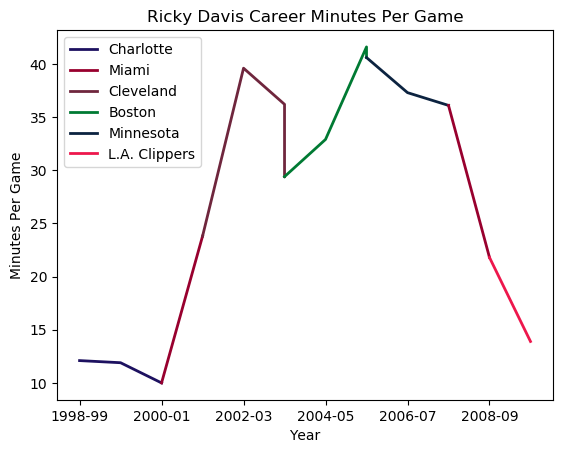 Ricky Davis Career Minutes Per Game
Charlotte
Miami
Cleveland
Boston
Minnesota
L.A. Clippers
Minutes Per Game
40
35
30
25
20
15
10
1998-99 2000-01 2002-03 2004-05 2006-07 2008-09
Year